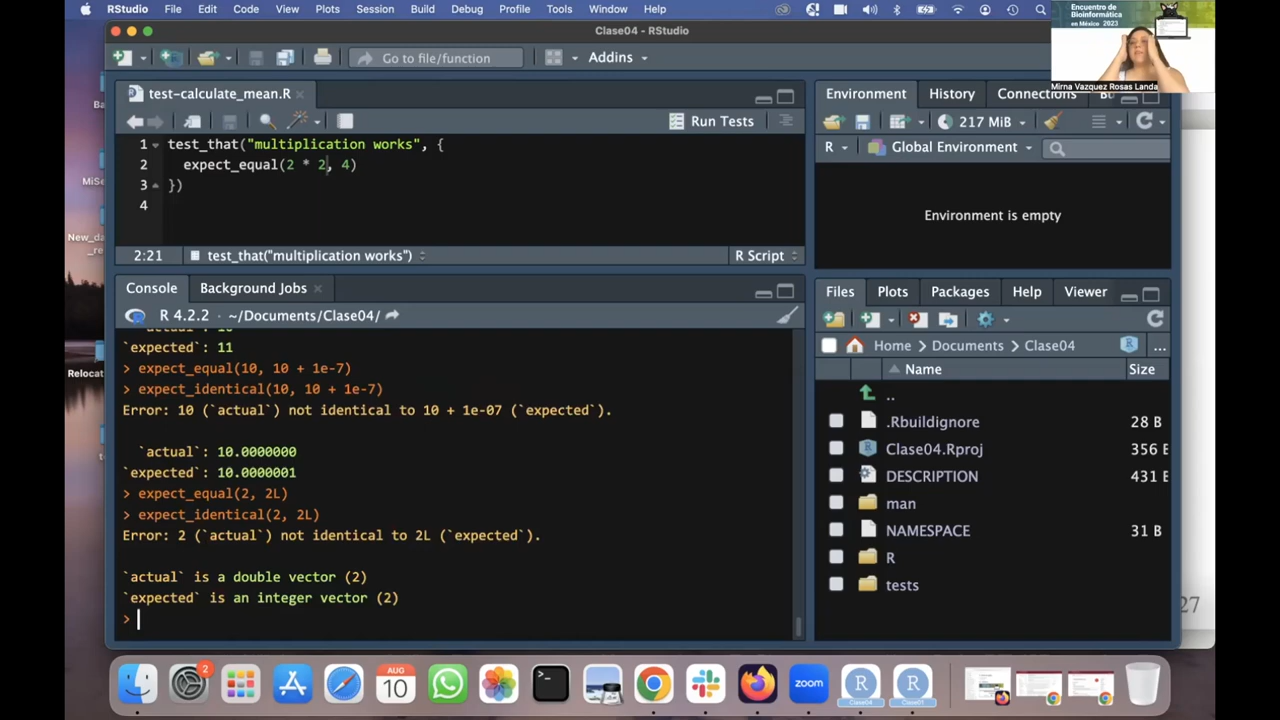 RStudio File Edit Code View Plots Session Build Debug Profile Tools Window Help
Encuentro de
Bioinformática
en México 2023
Mirna Vazquez Rosas Landa
Clase04 - RStudio
Go to file/function Addins
test-calculate_mean.R
Run Tests
1 test_that("multiplication works", {
2 expect_equal(2 * 2, 4)
3 })
4
2:21 test_that("multiplication works") R Script
Console Background Jobs
R 4.2.2 · ~/Documents/Clase04/
`expected`: 11
> expect_equal(10, 10 + 1e-7)
> expect_identical(10, 10 + 1e-7)
Error: 10 (`actual`) not identical to 10 + 1e-07 (`expected`).
`actual`: 10.0000000
`expected`: 10.0000001
> expect_equal(2, 2L)
> expect_identical(2, 2L)
Error: 2 (`actual`) not identical to 2L (`expected`).
`actual` is a double vector (2)
`expected` is an integer vector (2)
>
Environment History Connections
217 MiB
R Global Environment
Environment is empty
Files Plots Packages Help Viewer
Home Documents Clase04
Name Size
..
.Rbuildignore 28 B
Clase04.Rproj 356 B
DESCRIPTION 431 B
man
NAMESPACE 31 B
R
tests
27
2
AUG
10
zoom
Clase04
Clase01